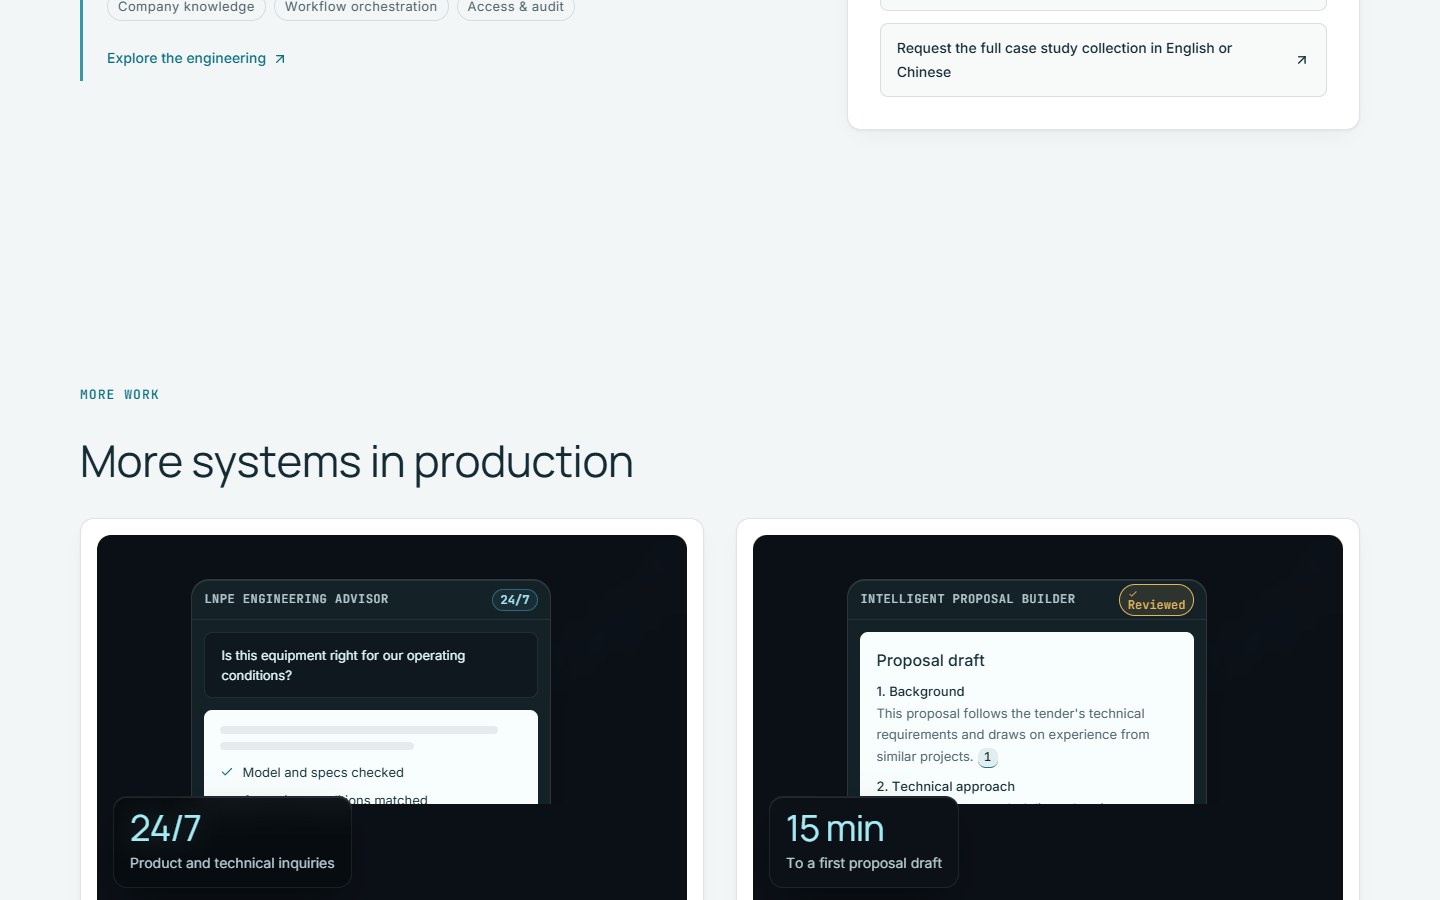 Company knowledge
Workflow orchestration
Access & audit
Explore the engineering
Request the full case study collection in English or
Chinese
MORE WORK
More systems in production
LNPE ENGINEERING ADVISOR
24/7
Is this equipment right for our operating
conditions?
Model and specs checked
matched
24/7
Product and technical inquiries
INTELLIGENT PROPOSAL BUILDER
Reviewed
Proposal draft
1. Background
This proposal follows the tender's technical
requirements and draws on experience from
similar projects. 1
2. Technical approach
15 min
To a first proposal draft